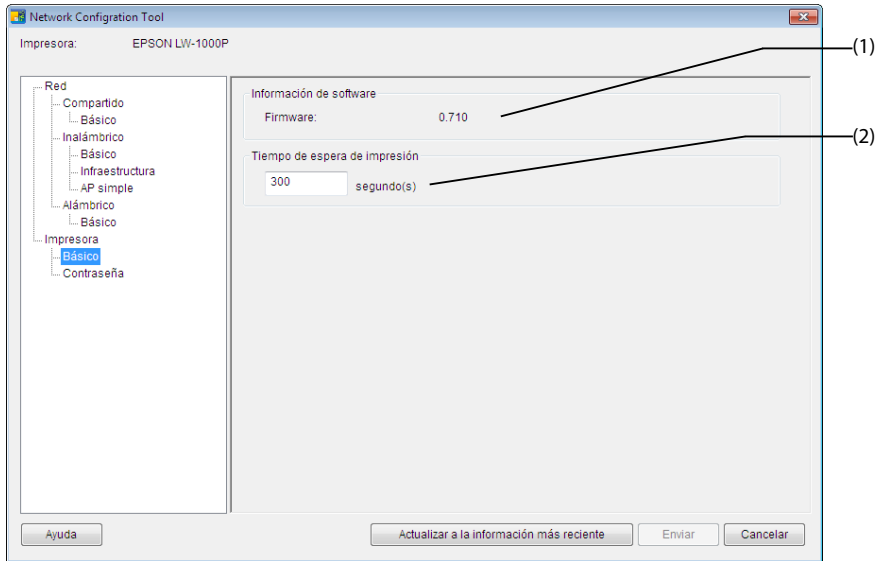 Network Configration Tool
Impresora: EPSON LW-1000P
(1)
Red
Compartido
Básico
Inalámbrico
Básico
Infraestructura
AP simple
Alámbrico
Básico
Impresora
Básico
Contraseña
Información de software
Firmware: 0.710
(2)
Tiempo de espera de impresión
300 segundo(s)
Ayuda
Actualizar a la información más reciente
Enviar
Cancelar